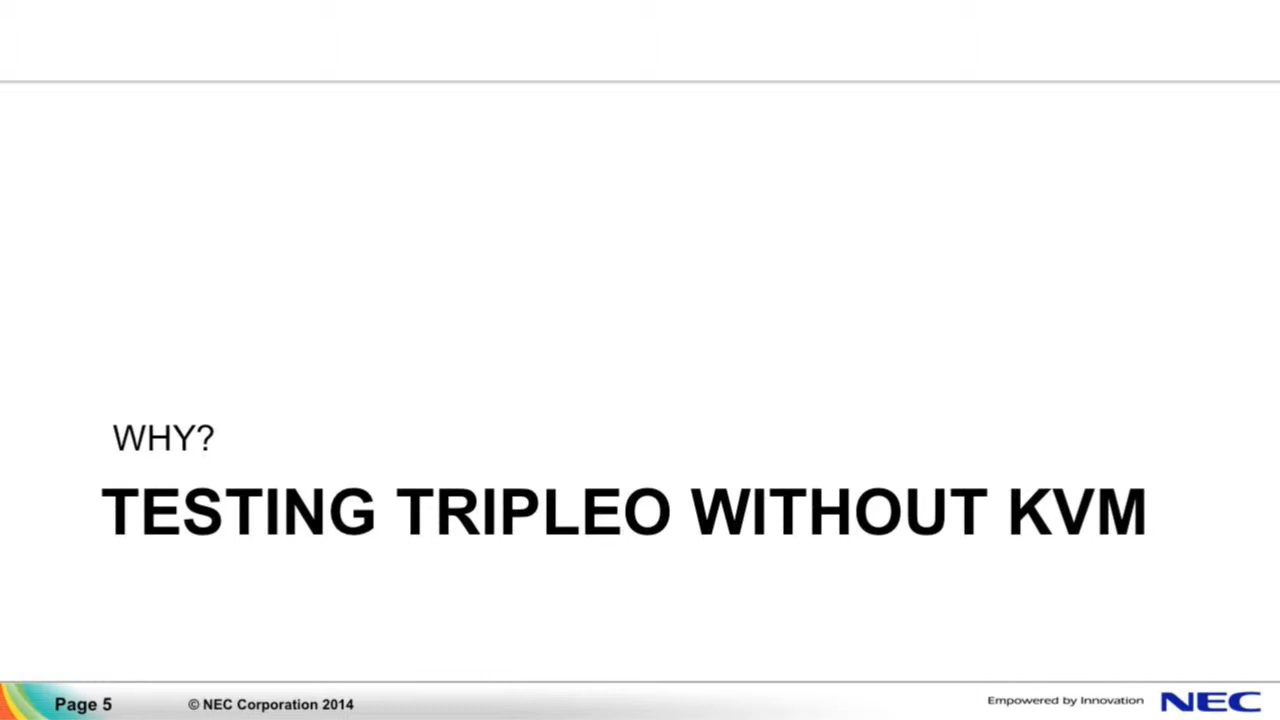 WHY?
TESTING TRIPLEO WITHOUT KVM
Page 5
© NEC Corporation 2014
Empowered by Innovation
NEC